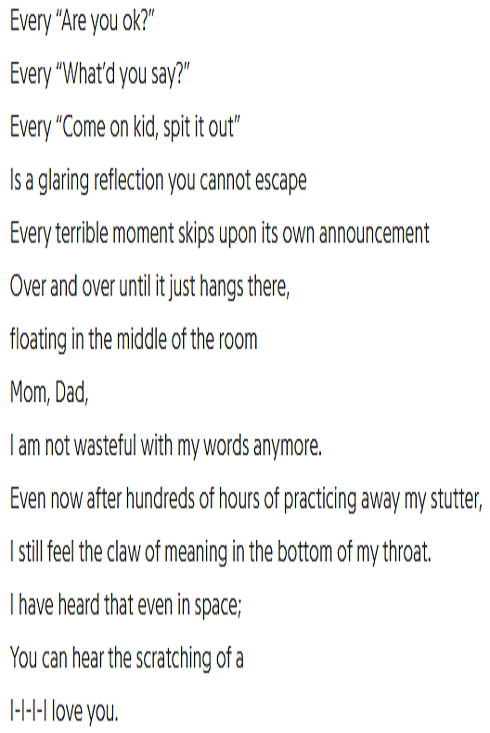 Every “Are you ok?”
Every “What’d you say?”
Every “Come on kid, spit it out”
Is a glaring reflection you cannot escape
Every terrible moment skips upon its own announcement
Over and over until it just hangs there,
floating in the middle of the room
Mom, Dad,
I am not wasteful with my words anymore.
Even now after hundreds of hours of practicing away my stutter,
I still feel the claw of meaning in the bottom of my throat.
I have heard that even in space;
You can hear the scratching of a
I-I-I-I love you.